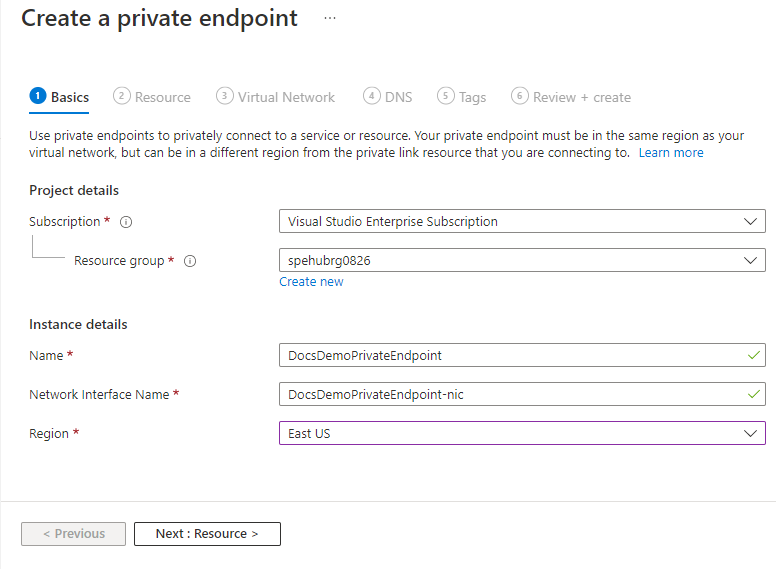 Create a private endpoint ...
1 Basics 2 Resource 3 Virtual Network 4 DNS 5 Tags 6 Review + create
Use private endpoints to privately connect to a service or resource. Your private endpoint must be in the same region as your
virtual network, but can be in a different region from the private link resource that you are connecting to. Learn more
Project details
Subscription * Visual Studio Enterprise Subscription
Resource group * spehubrg0826
Create new
Instance details
Name * DocsDemoPrivateEndpoint
Network Interface Name * DocsDemoPrivateEndpoint-nic
Region * East US
< Previous Next : Resource >